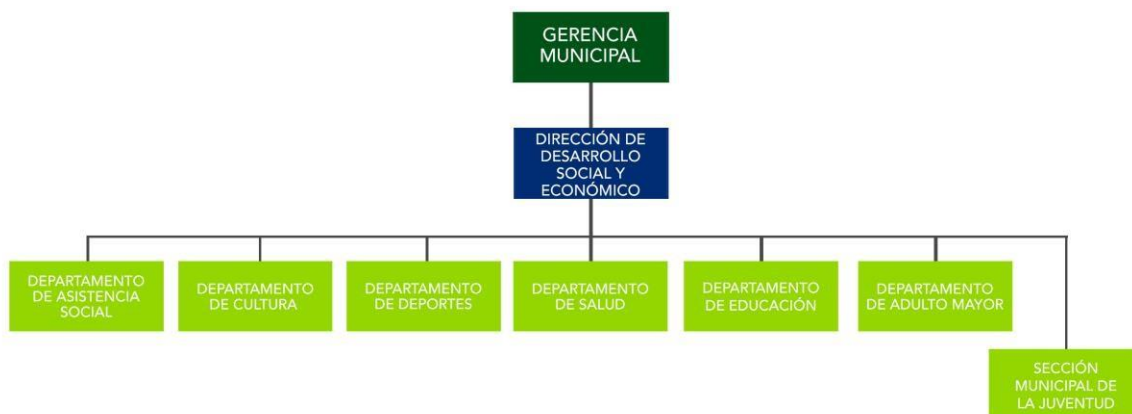 GERENCIA
MUNICIPAL
DIRECCIÓN DE
DESARROLLO
SOCIAL Y
ECONÓMICO
DEPARTAMENTO
DE ASISTENCIA
SOCIAL
DEPARTAMENTO
DE CULTURA
DEPARTAMENTO
DE DEPORTES
DEPARTAMENTO
DE SALUD
DEPARTAMENTO
DE EDUCACIÓN
DEPARTAMENTO
DE ADULTO MAYOR
SECCIÓN
MUNICIPAL DE
LA JUVENTUD